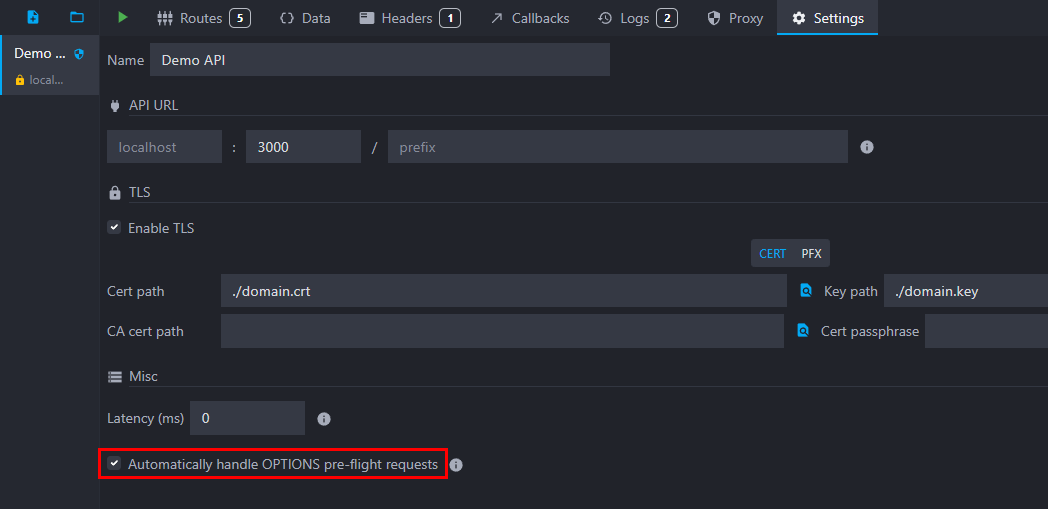 Routes 5 Data Headers 1 Callbacks Logs 2 Proxy Settings
Demo ...
local...
Name Demo API
API URL
localhost : 3000 / prefix
TLS
Enable TLS
CERT PFX
Cert path ./domain.crt Key path ./domain.key
CA cert path Cert passphrase
Misc
Latency (ms) 0
Automatically handle OPTIONS pre-flight requests